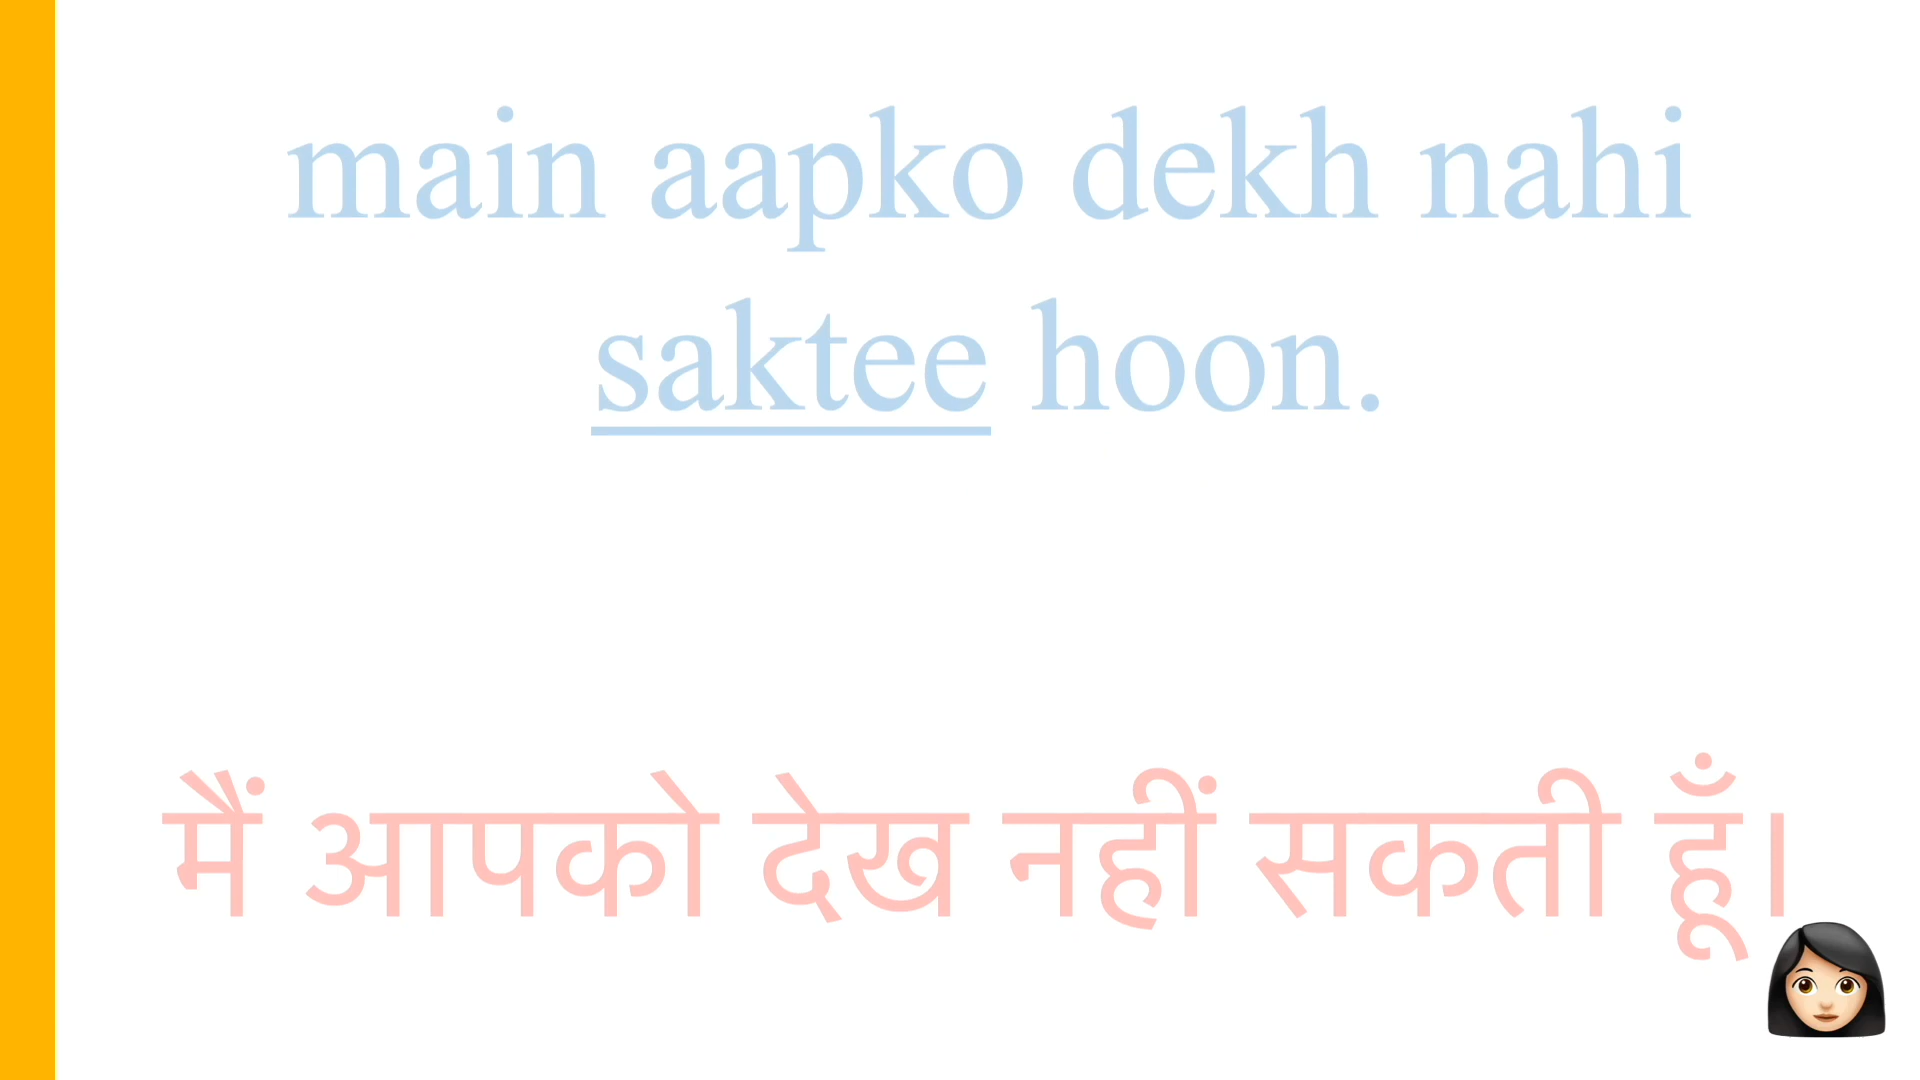 main aapko dekh nahi
saktee hoon.
मैं आपको देख नहीं सकती हूँ।